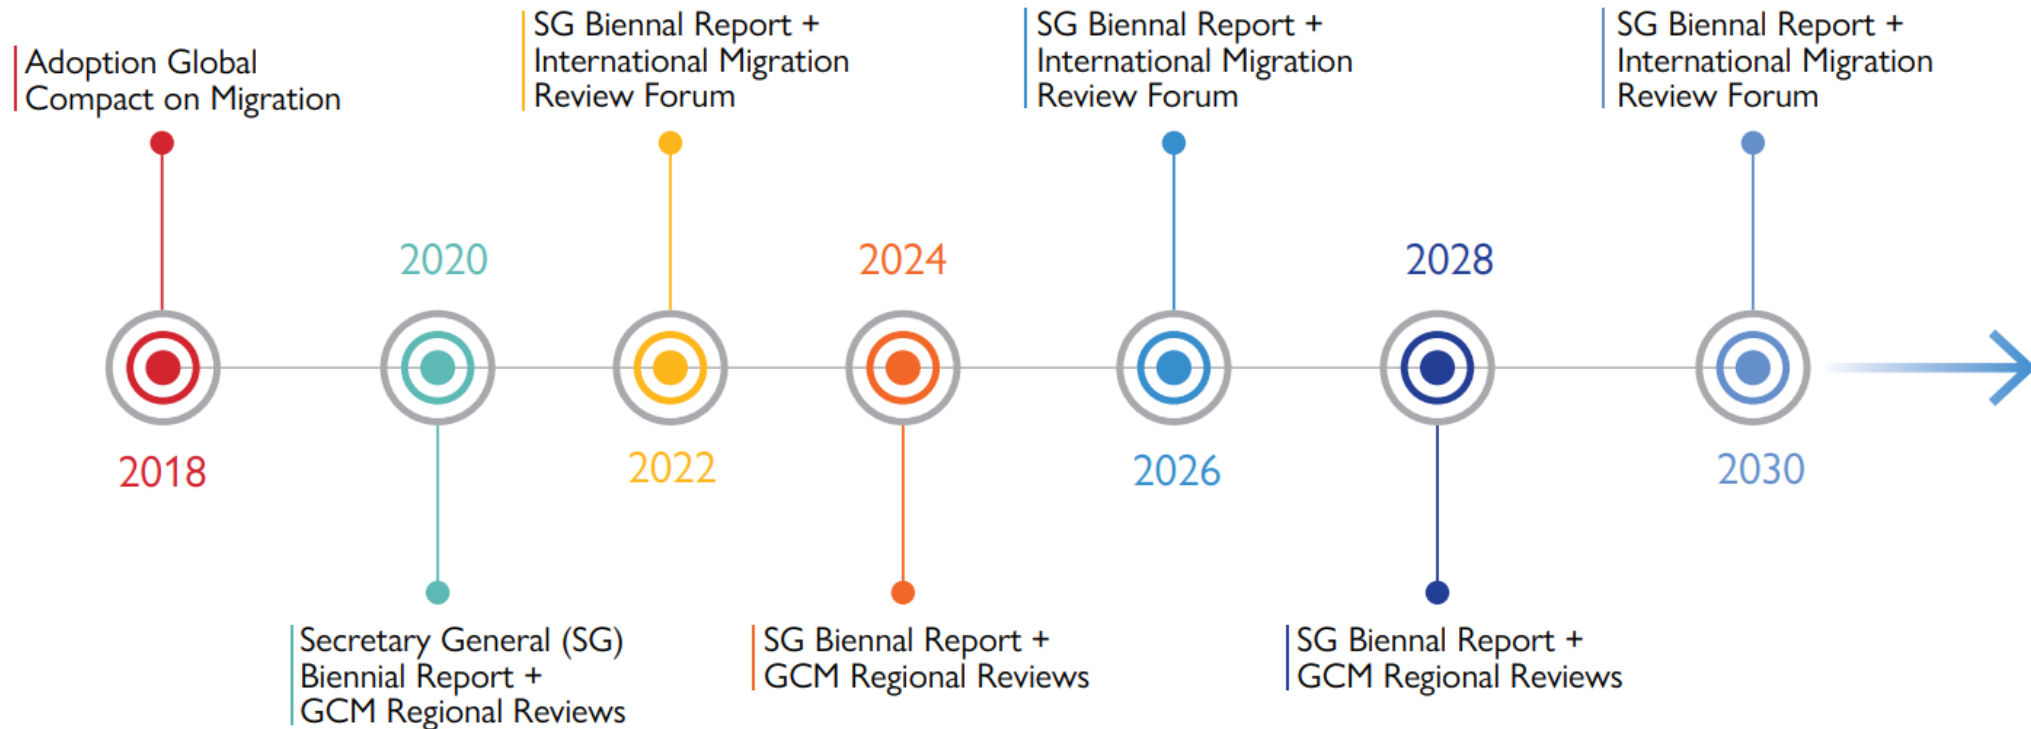 Adoption Global
Compact on Migration
2018
2020
Secretary General (SG)
Biennial Report +
GCM Regional Reviews
SG Biennal Report +
International Migration
Review Forum
2022
2024
SG Biennal Report +
GCM Regional Reviews
SG Biennal Report +
International Migration
Review Forum
2026
2028
SG Biennal Report +
GCM Regional Reviews
SG Biennal Report +
International Migration
Review Forum
2030